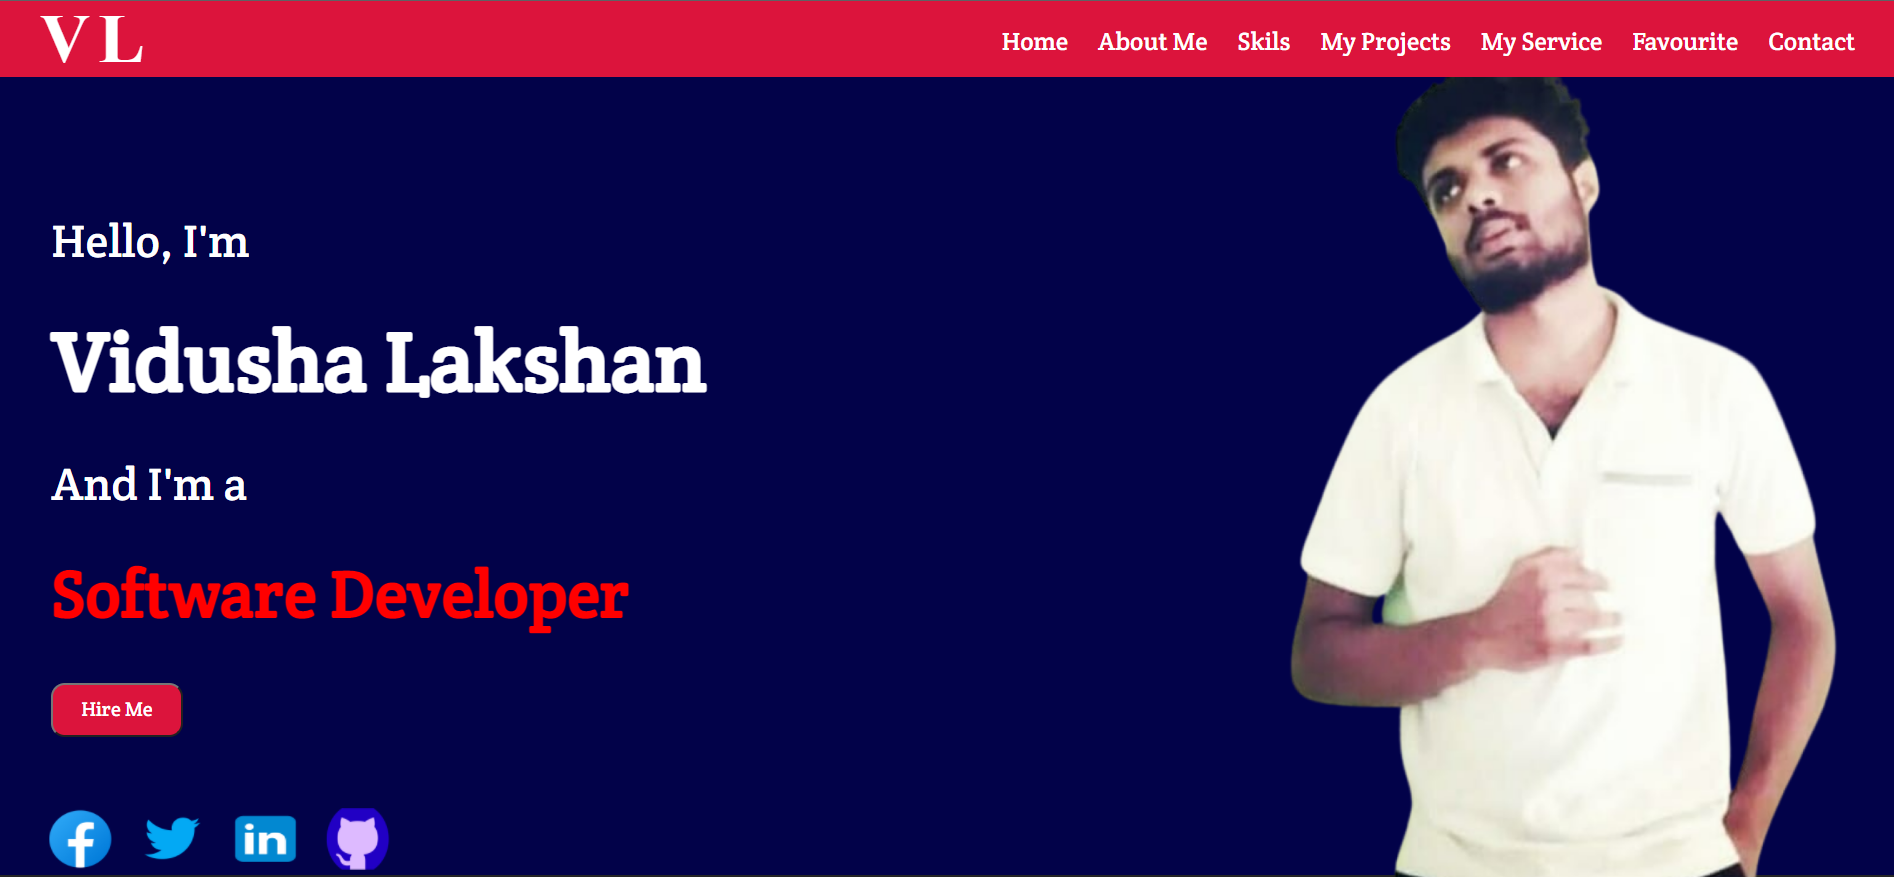 V L
Home About Me Skils My Projects My Service Favourite Contact
Hello, I'm
Vidusha Lakshan
And I'm a
Software Developer
Hire Me
f in